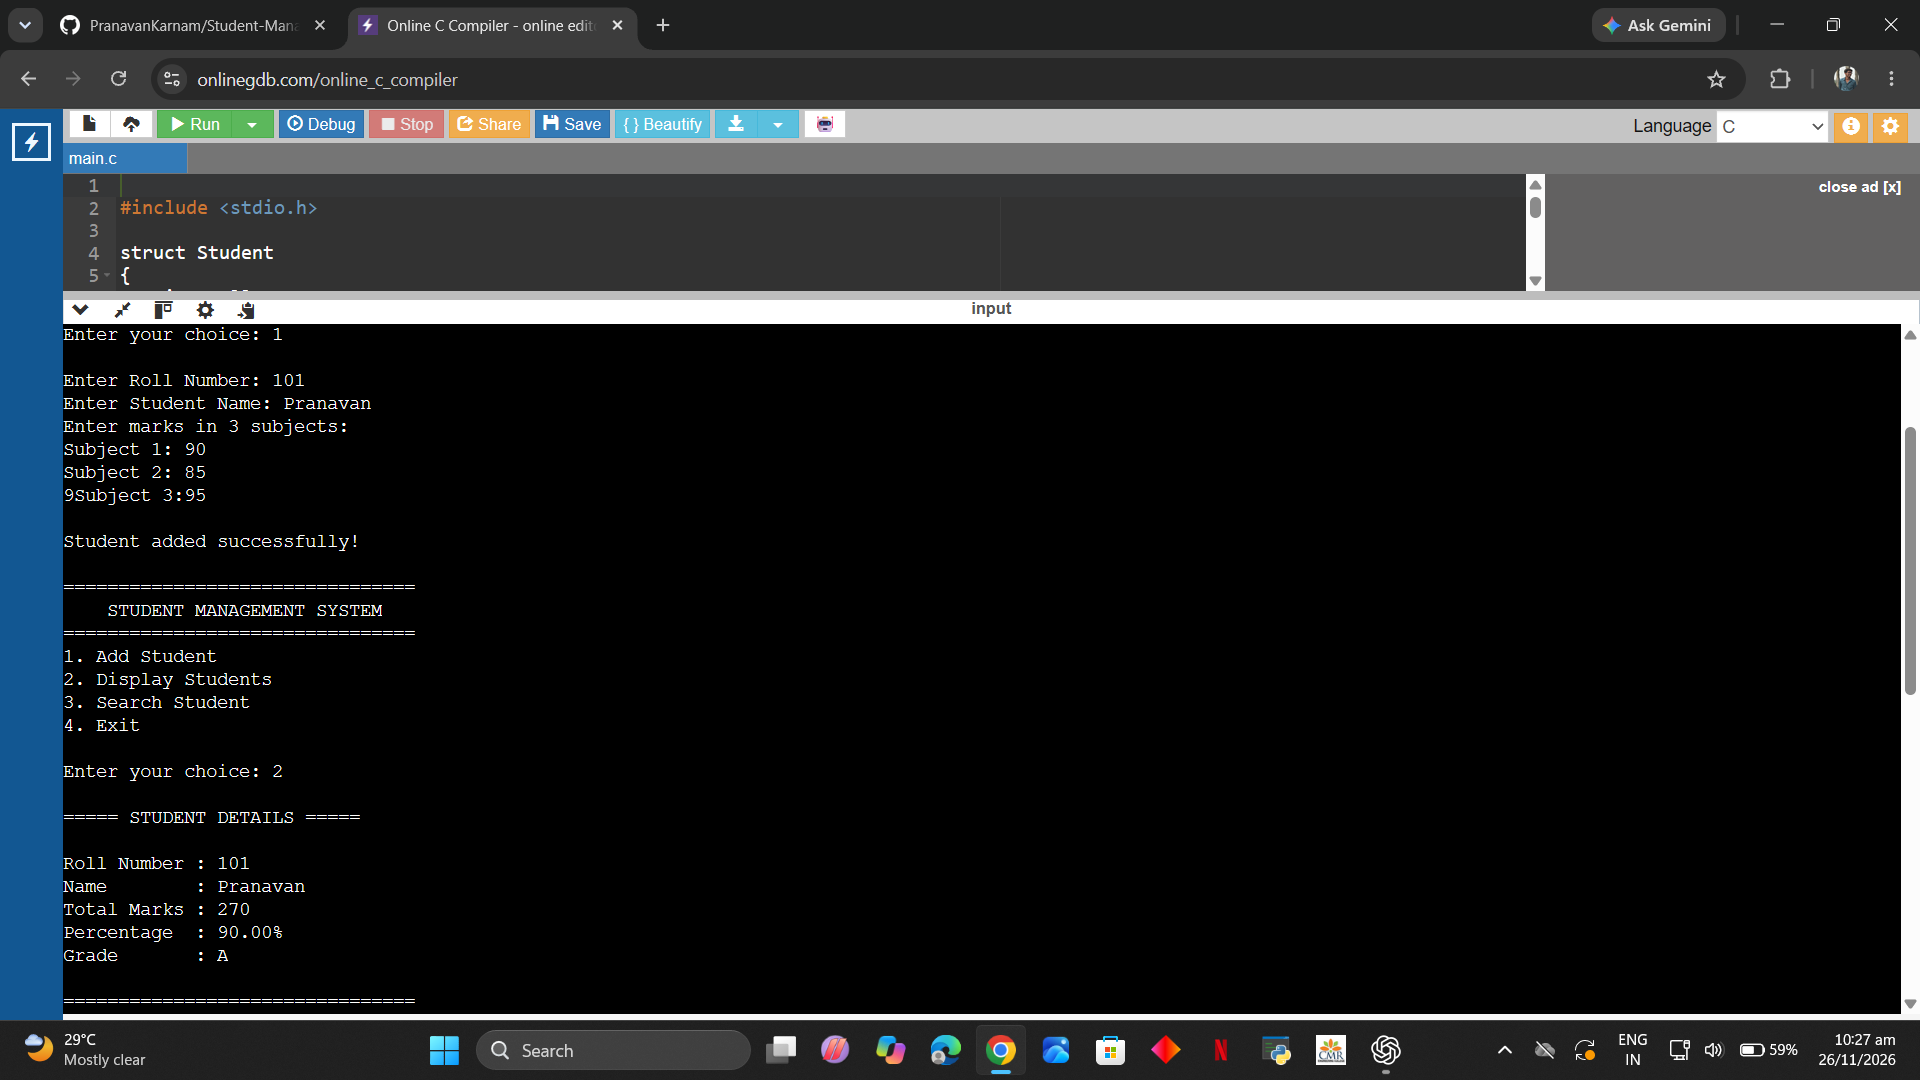 PranavanKarnam/Student-Mana
Online C Compiler - online edit
Ask Gemini
onlinegdb.com/online_c_compiler
Run
Debug
Stop
Share
Save
{ } Beautify
Language
C
main.c
close ad [x]
1
2 #include <stdio.h>
3
4 struct Student
5 {
input
Enter your choice: 1
Enter Roll Number: 101
Enter Student Name: Pranavan
Enter marks in 3 subjects:
Subject 1: 90
Subject 2: 85
9Subject 3:95
Student added successfully!
================================
STUDENT MANAGEMENT SYSTEM
================================
1. Add Student
2. Display Students
3. Search Student
4. Exit
Enter your choice: 2
===== STUDENT DETAILS =====
Roll Number : 101
Name : Pranavan
Total Marks : 270
Percentage : 90.00%
Grade : A
================================
29°C
Mostly clear
Search
CMR
ENG
IN
59%
10:27 am
26/11/2026